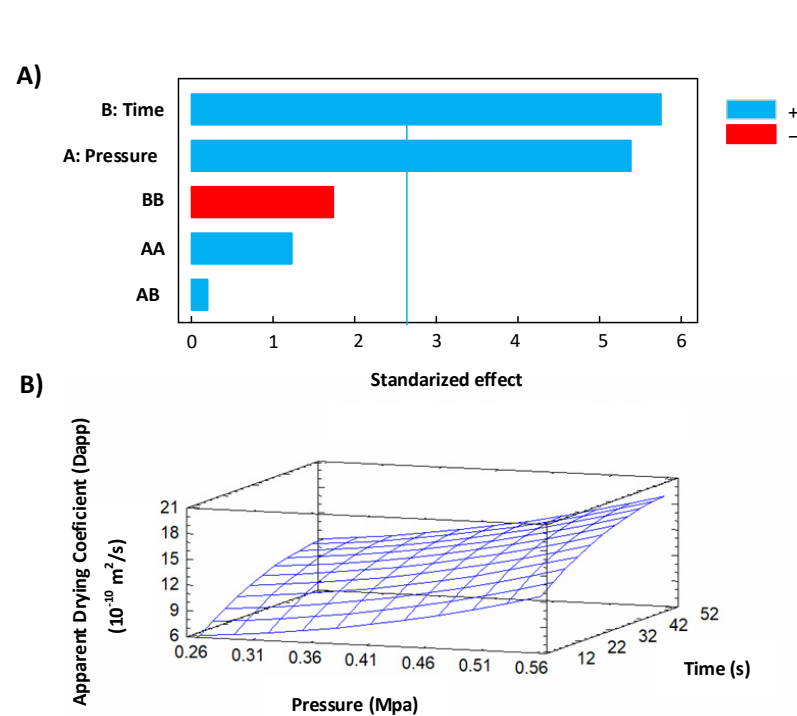 A)
B: Time
A: Pressure
BB
AA
AB
0 1 2 3 4 5 6
Standarized effect
+
–
B)
Apparent Drying Coeficient (Dapp)
(10⁻¹⁰ m²/s)
21
18
15
12
9
6
0.26 0.31 0.36 0.41 0.46 0.51 0.56
Pressure (Mpa)
12 22 32 42 52
Time (s)